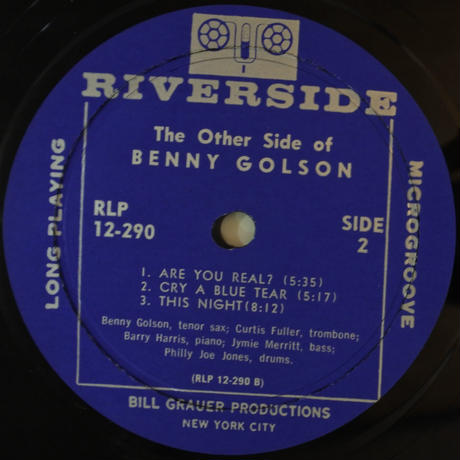 RIVERSIDE
The Other Side of
BENNY GOLSON
LONG PLAYING
MICROGROOVE
RLP
12-290
SIDE
2
1. ARE YOU REAL? (5:35)
2. CRY A BLUE TEAR (5:17)
3. THIS NIGHT (8:12)
Benny Golson, tenor sax; Curtis Fuller, trombone;
Barry Harris, piano; Jymie Merritt, bass;
Philly Joe Jones, drums.
(RLP 12-290 B)
BILL GRAUER PRODUCTIONS
NEW YORK CITY